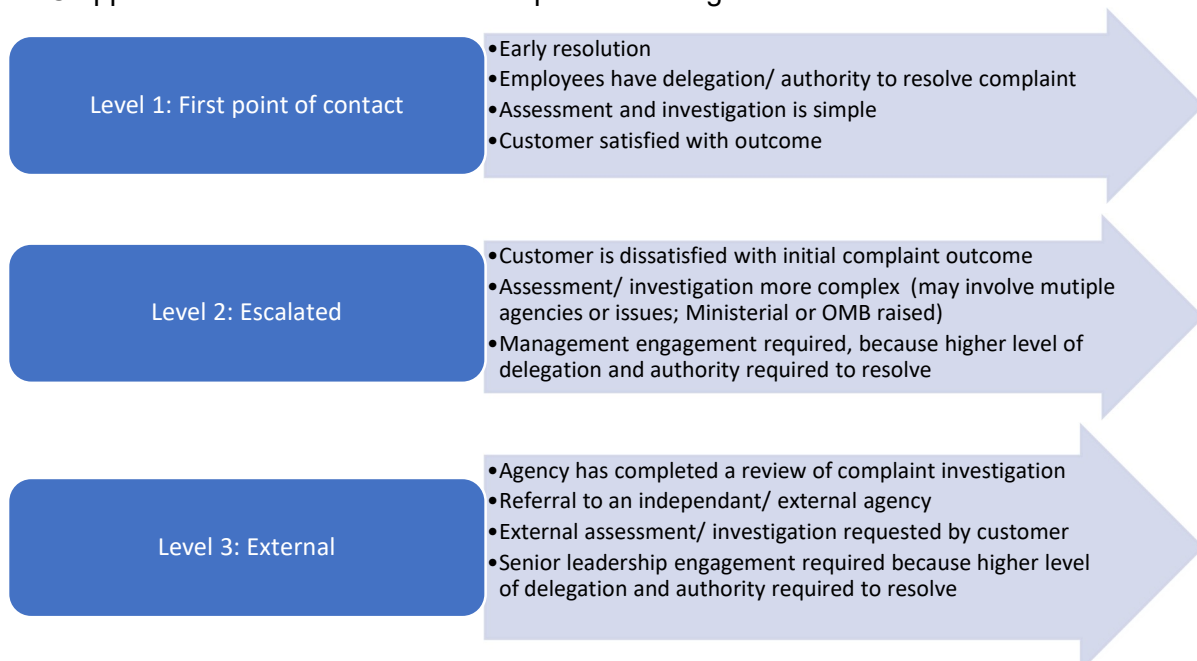 Level 1: First point of contact
•Early resolution
•Employees have delegation/ authority to resolve complaint
•Assessment and investigation is simple
•Customer satisfied with outcome
Level 2: Escalated
•Customer is dissatisfied with initial complaint outcome
•Assessment/ investigation more complex (may involve mutiple
agencies or issues; Ministerial or OMB raised)
•Management engagement required, because higher level of
delegation and authority required to resolve
Level 3: External
•Agency has completed a review of complaint investigation
•Referral to an independant/ external agency
•External assessment/ investigation requested by customer
•Senior leadership engagement required because higher level
of delegation and authority required to resolve